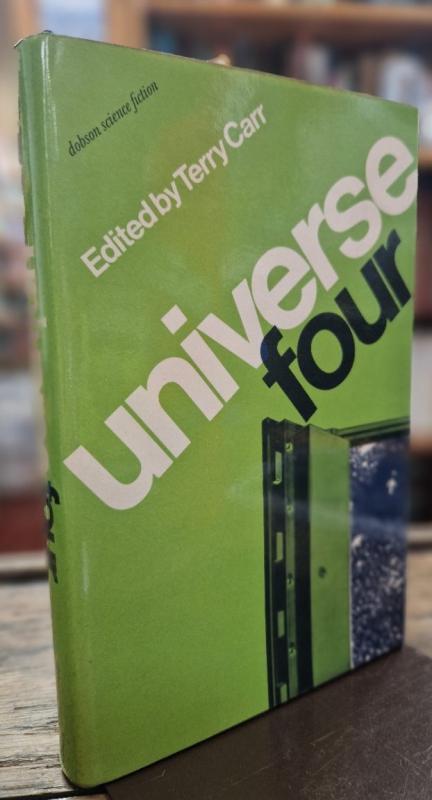 dobson science fiction
Edited by Terry Carr
universe
four
four